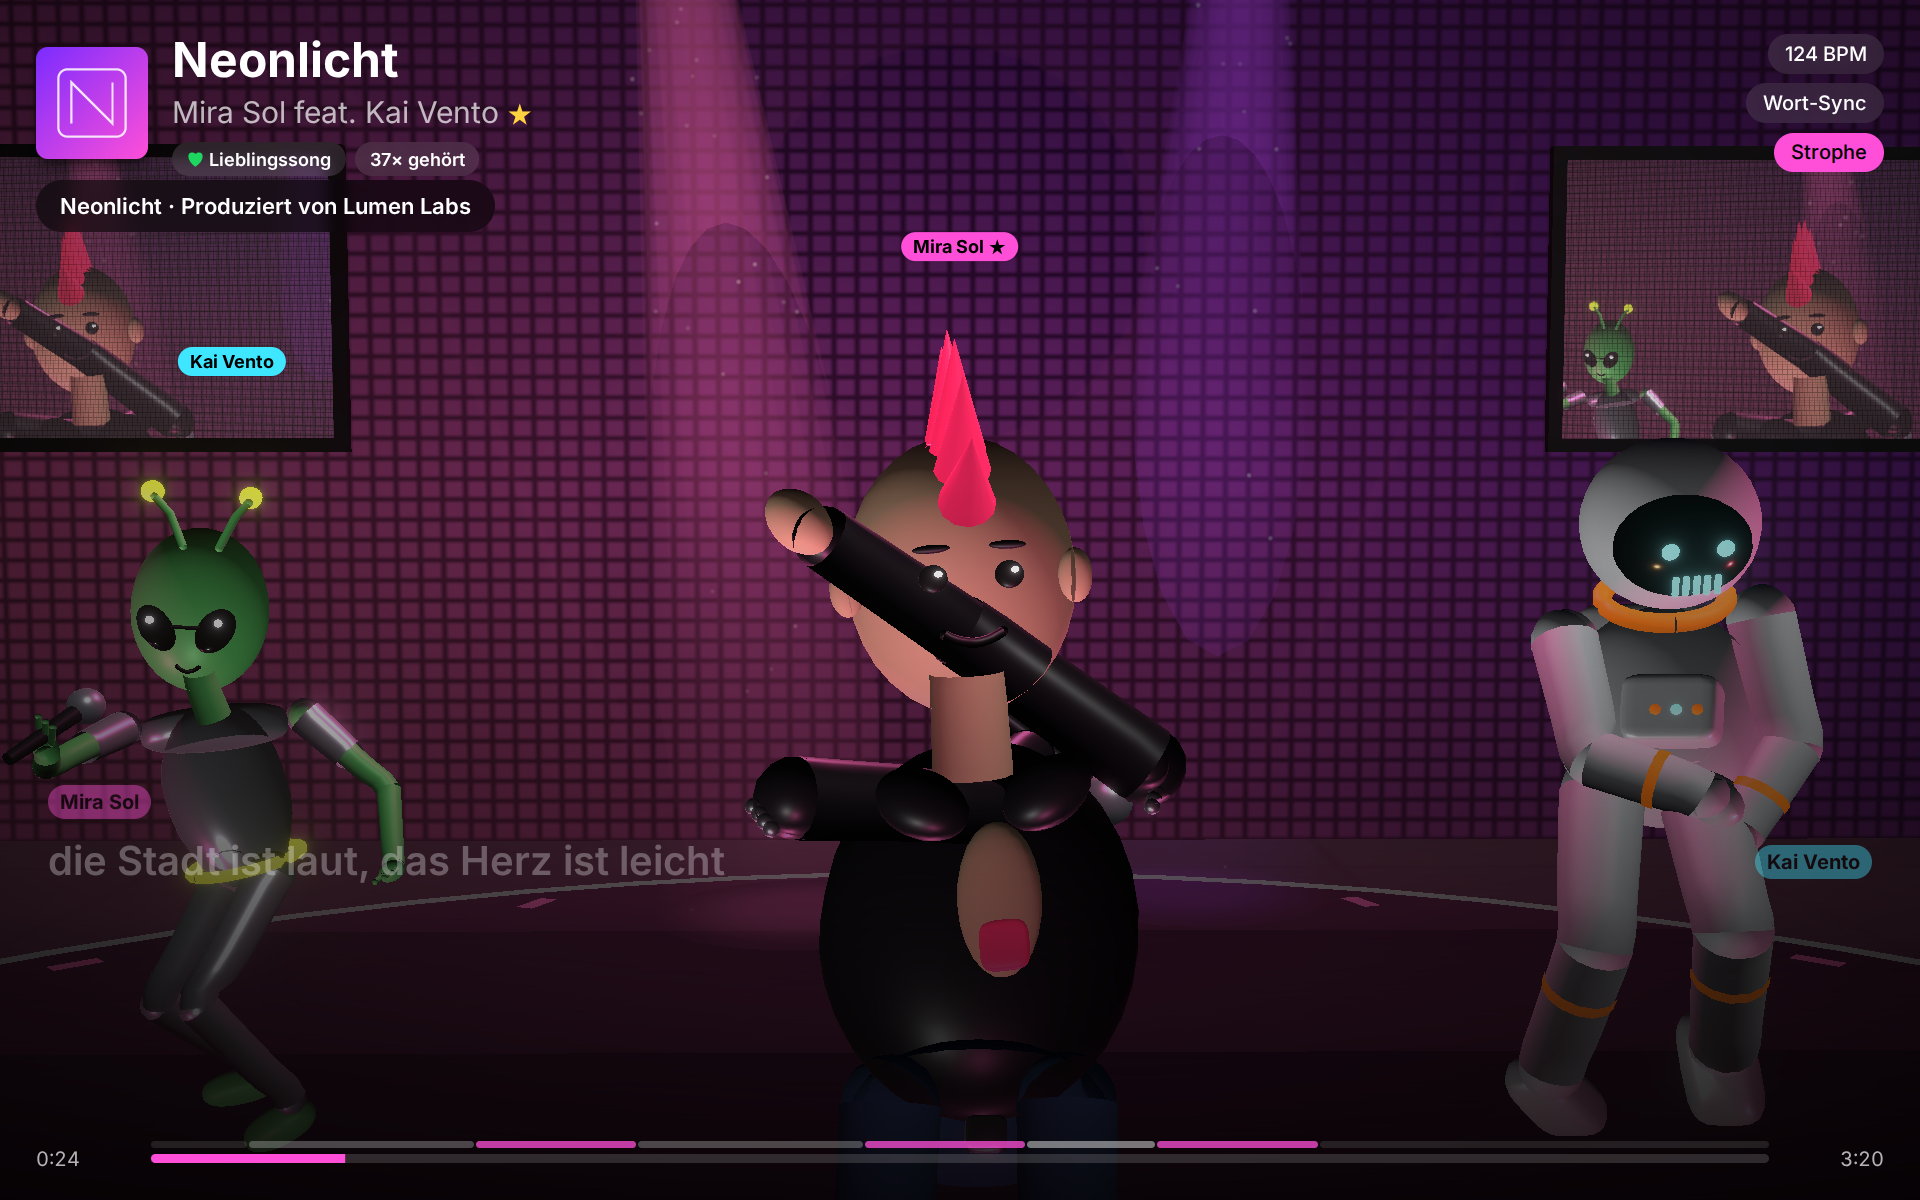 N
Neonlicht
Mira Sol feat. Kai Vento ★
Lieblingssong
37× gehört
Neonlicht · Produziert von Lumen Labs
124 BPM
Wort-Sync
Strophe
Mira Sol ★
Kai Vento
Mira Sol
die Stadt ist laut, das Herz ist leicht
Kai Vento
0:24
3:20